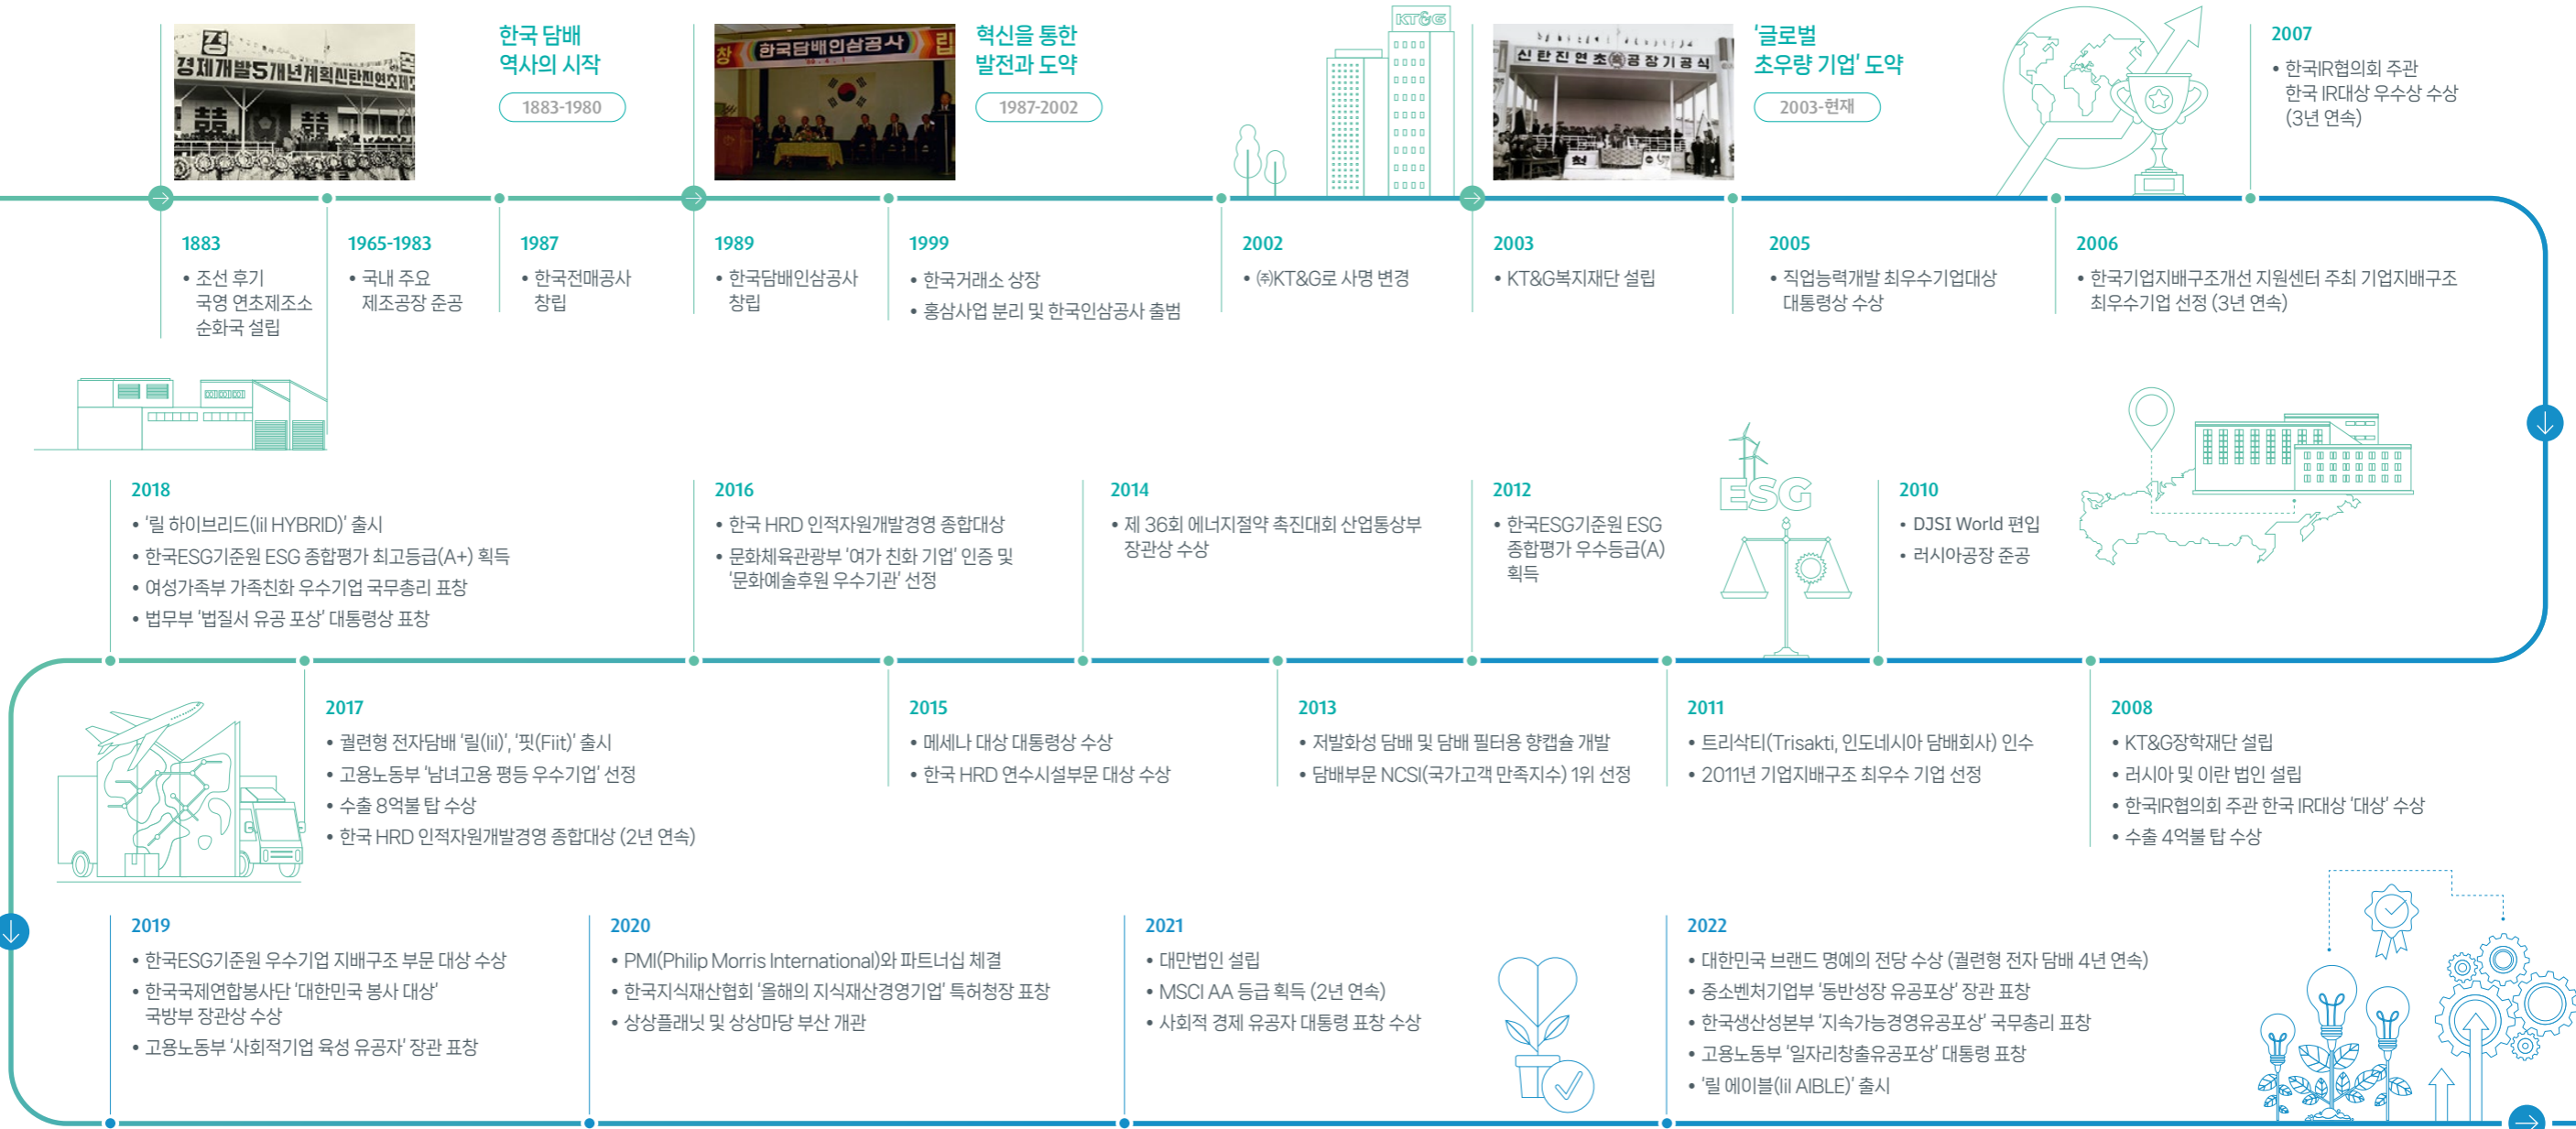 경
경제개발5개년계획신탄진연초제조
한국 담배
역사의 시작
1883-1980
창 한국담배인삼공사 립
혁신을 통한
발전과 도약
1987-2002
KT&G
신탄진연초 공장기공식
'글로벌
초우량 기업' 도약
2003-현재
2007
• 한국IR협의회 주관
한국 IR대상 우수상 수상
(3년 연속)
1883
• 조선 후기
국영 연초제조소
순화국 설립
1965-1983
• 국내 주요
제조공장 준공
1987
• 한국전매공사
창립
1989
• 한국담배인삼공사
창립
1999
• 한국거래소 상장
• 홍삼사업 분리 및 한국인삼공사 출범
2002
• ㈜KT&G로 사명 변경
2003
• KT&G복지재단 설립
2005
• 직업능력개발 최우수기업대상
대통령상 수상
2006
• 한국기업지배구조개선 지원센터 주최 기업지배구조
최우수기업 선정 (3년 연속)
2018
• '릴 하이브리드(lil HYBRID)' 출시
• 한국ESG기준원 ESG 종합평가 최고등급(A+) 획득
• 여성가족부 가족친화 우수기업 국무총리 표창
• 법무부 '법질서 유공 포상' 대통령상 표창
2016
• 한국 HRD 인적자원개발경영 종합대상
• 문화체육관광부 '여가 친화 기업' 인증 및
'문화예술후원 우수기관' 선정
2014
• 제 36회 에너지절약 촉진대회 산업통상부
장관상 수상
2012
• 한국ESG기준원 ESG
종합평가 우수등급(A)
획득
ESG
2010
• DJSI World 편입
• 러시아공장 준공
2017
• 궐련형 전자담배 '릴(lil)', '핏(Fiit)' 출시
• 고용노동부 '남녀고용 평등 우수기업' 선정
• 수출 8억불 탑 수상
• 한국 HRD 인적자원개발경영 종합대상 (2년 연속)
2015
• 메세나 대상 대통령상 수상
• 한국 HRD 연수시설부문 대상 수상
2013
• 저발화성 담배 및 담배 필터용 향캡슐 개발
• 담배부문 NCSI(국가고객 만족지수) 1위 선정
2011
• 트리삭티(Trisakti, 인도네시아 담배회사) 인수
• 2011년 기업지배구조 최우수 기업 선정
2008
• KT&G장학재단 설립
• 러시아 및 이란 법인 설립
• 한국IR협의회 주관 한국 IR대상 '대상' 수상
• 수출 4억불 탑 수상
2019
• 한국ESG기준원 우수기업 지배구조 부문 대상 수상
• 한국국제연합봉사단 '대한민국 봉사 대상'
국방부 장관상 수상
• 고용노동부 '사회적기업 육성 유공자' 장관 표창
2020
• PMI(Philip Morris International)와 파트너십 체결
• 한국지식재산협회 '올해의 지식재산경영기업' 특허청장 표창
• 상상플래닛 및 상상마당 부산 개관
2021
• 대만법인 설립
• MSCI AA 등급 획득 (2년 연속)
• 사회적 경제 유공자 대통령 표창 수상
2022
• 대한민국 브랜드 명예의 전당 수상 (궐련형 전자 담배 4년 연속)
• 중소벤처기업부 '동반성장 유공포상' 장관 표창
• 한국생산성본부 '지속가능경영유공포상' 국무총리 표창
• 고용노동부 '일자리창출유공포상' 대통령 표창
• '릴 에이블(lil AIBLE)' 출시